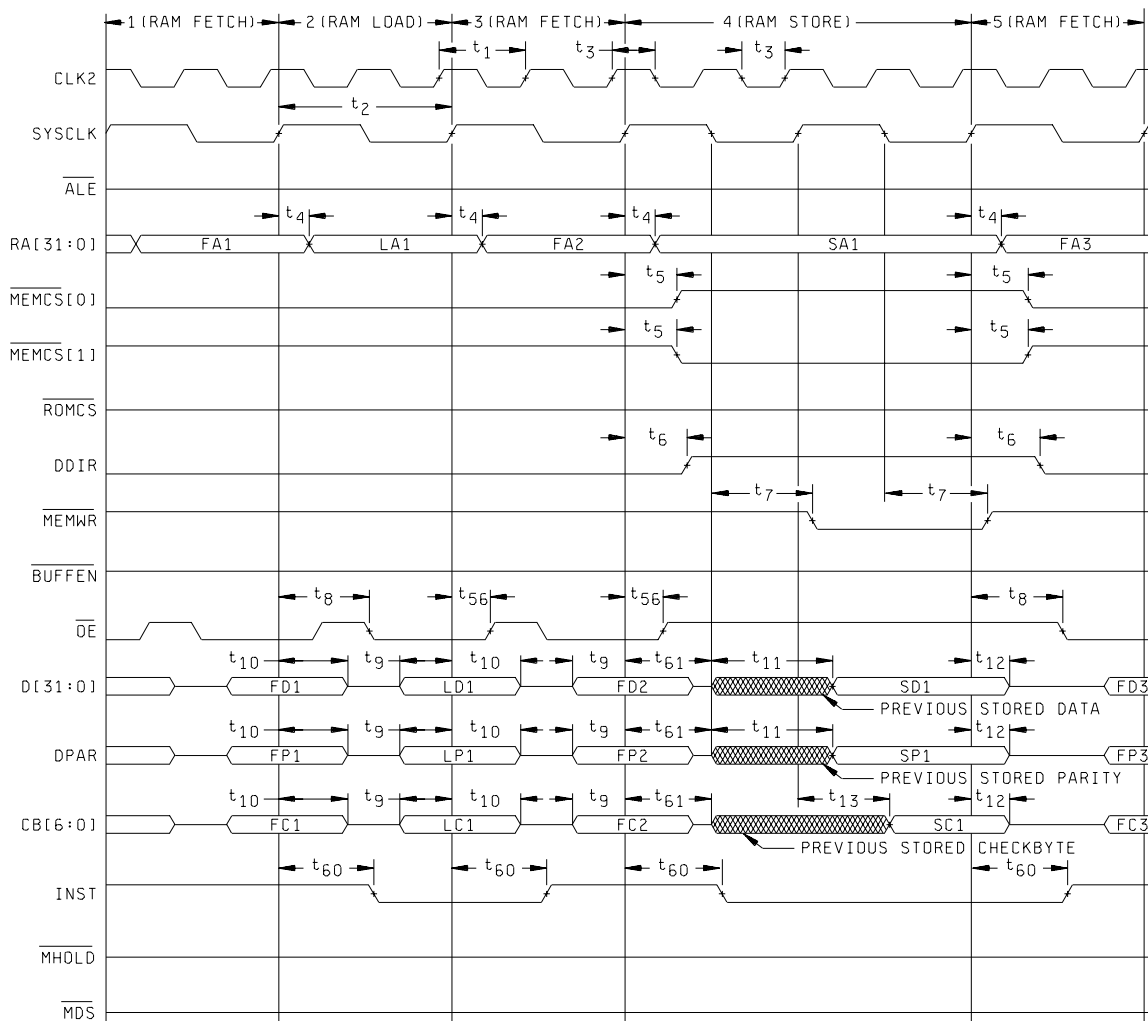 1(RAM FETCH) 2(RAM LOAD) 3(RAM FETCH) 4(RAM STORE) 5(RAM FETCH)
t1 t3 t3
CLK2
t2
SYSCLK
ALE
t4 t4 t4 t4
RA[31:0] FA1 LA1 FA2 SA1 FA3
t5 t5
MEMCS[0]
t5 t5
MEMCS[1]
ROMCS
t6 t6
DDIR
t7 t7
MEMWR
BUFFEN
t8 t56 t56 t8
OE
t10 t9 t10 t9 t61 t11 t12
D[31:0] FD1 LD1 FD2 SD1 FD3
PREVIOUS STORED DATA
t10 t9 t10 t9 t61 t11 t12
DPAR FP1 LP1 FP2 SP1 FP3
PREVIOUS STORED PARITY
t10 t9 t10 t9 t61 t13 t12
CB[6:0] FC1 LC1 FC2 SC1 FC3
PREVIOUS STORED CHECKBYTE
t60 t60 t60 t60
INST
MHOLD
MDS